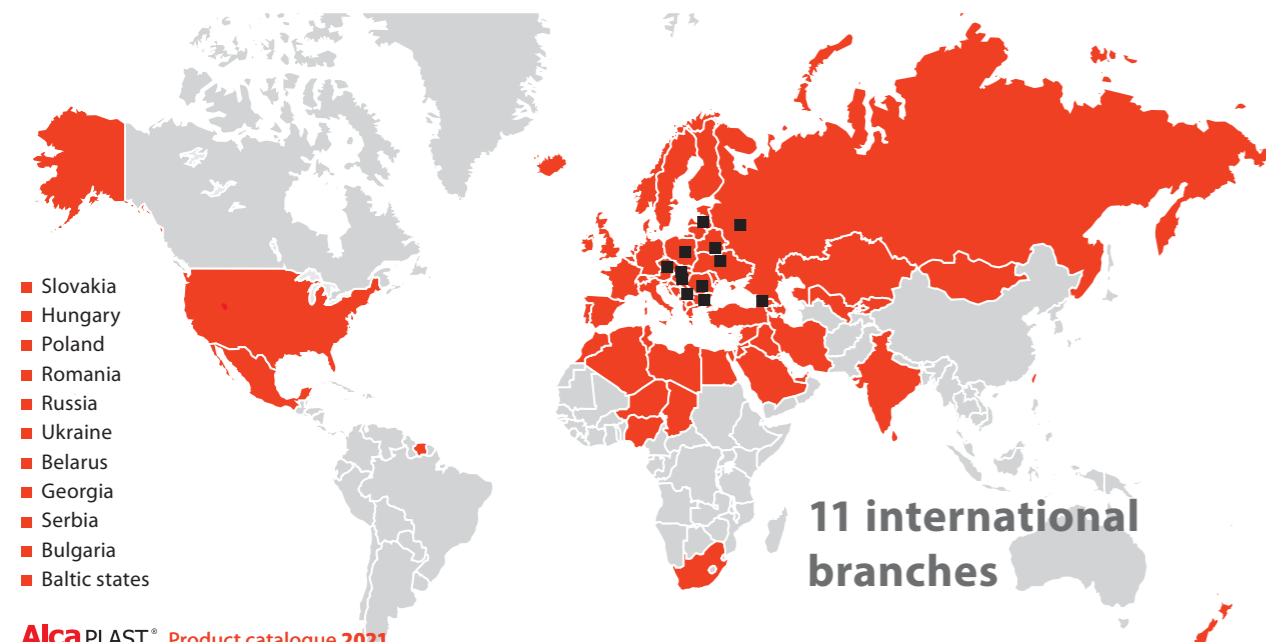 Slovakia
Hungary
Poland
Romania
Russia
Ukraine
Belarus
Georgia
Serbia
Bulgaria
Baltic states
11 international
branches
Alca PLAST® Product catalogue 2021